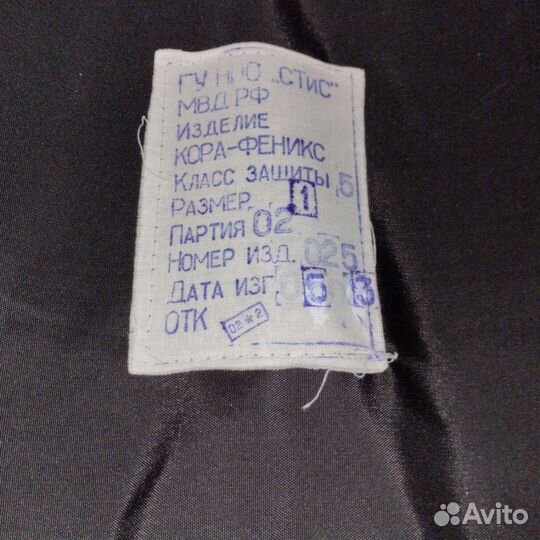 ГУ НПО „СТиС"
МВД РФ
ИЗДЕЛИЕ
КОРА-ФЕНИКС
КЛАСС ЗАЩИТЫ 5
РАЗМЕР 1
ПАРТИЯ 02
НОМЕР ИЗД. 025
ДАТА ИЗГ 05 3
ОТК 02★2
Avito